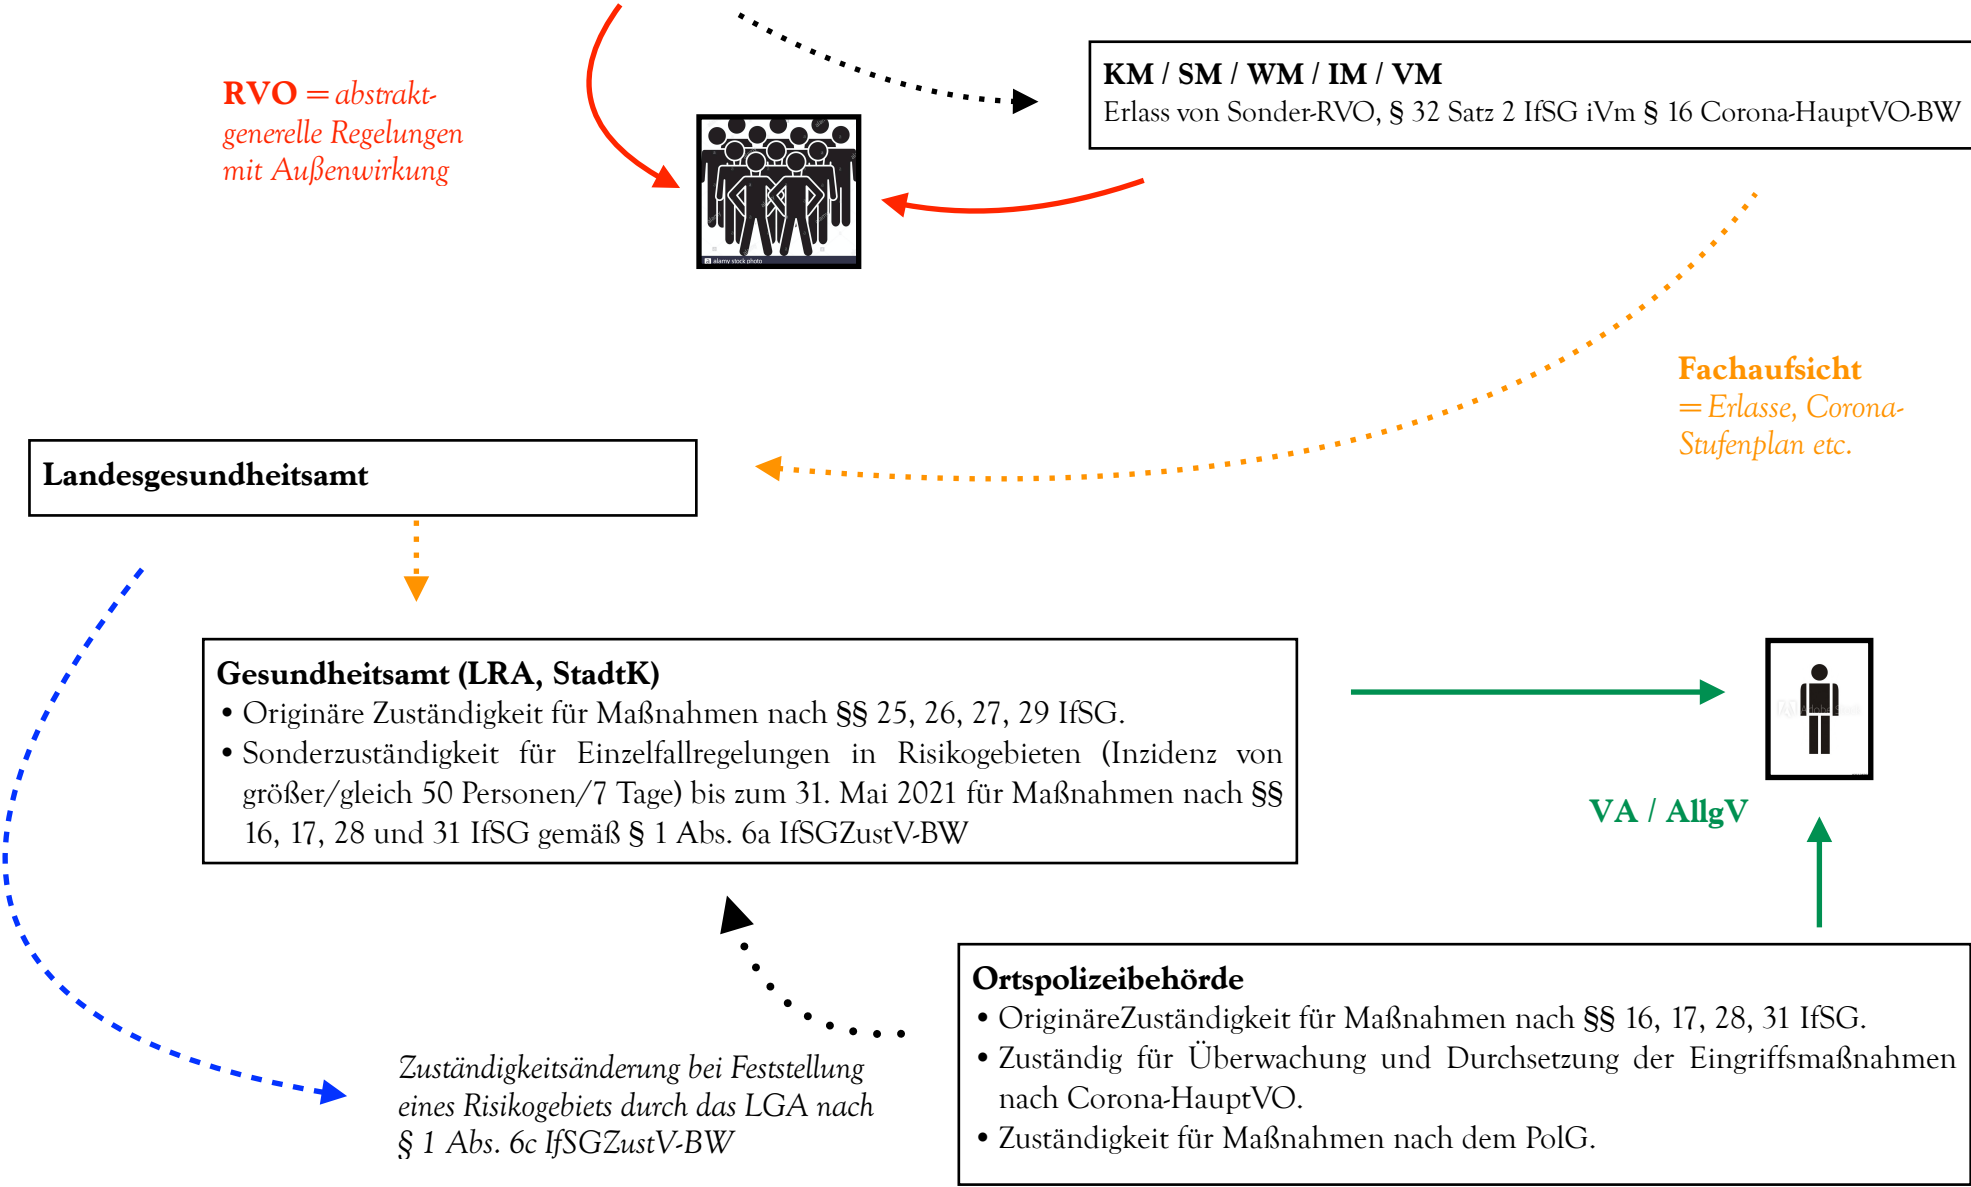 KM / SM / WM / IM / VM
Erlass von Sonder-RVO, § 32 Satz 2 IfSG iVm § 16 Corona-HauptVO-BW
RVO = abstrakt-
generelle Regelungen
mit Außenwirkung
alamy stock photo
Fachaufsicht
= Erlasse, Corona-
Stufenplan etc.
Landesgesundheitsamt
Gesundheitsamt (LRA, StadtK)
• Originäre Zuständigkeit für Maßnahmen nach §§ 25, 26, 27, 29 IfSG.
• Sonderzuständigkeit für Einzelfallregelungen in Risikogebieten (Inzidenz von
größer/gleich 50 Personen/7 Tage) bis zum 31. Mai 2021 für Maßnahmen nach §§
16, 17, 28 und 31 IfSG gemäß § 1 Abs. 6a IfSGZustV-BW
VA / AllgV
Ortspolizeibehörde
• OriginäreZuständigkeit für Maßnahmen nach §§ 16, 17, 28, 31 IfSG.
• Zuständig für Überwachung und Durchsetzung der Eingriffsmaßnahmen
nach Corona-HauptVO.
• Zuständigkeit für Maßnahmen nach dem PolG.
Zuständigkeitsänderung bei Feststellung
eines Risikogebiets durch das LGA nach
§ 1 Abs. 6c IfSGZustV-BW